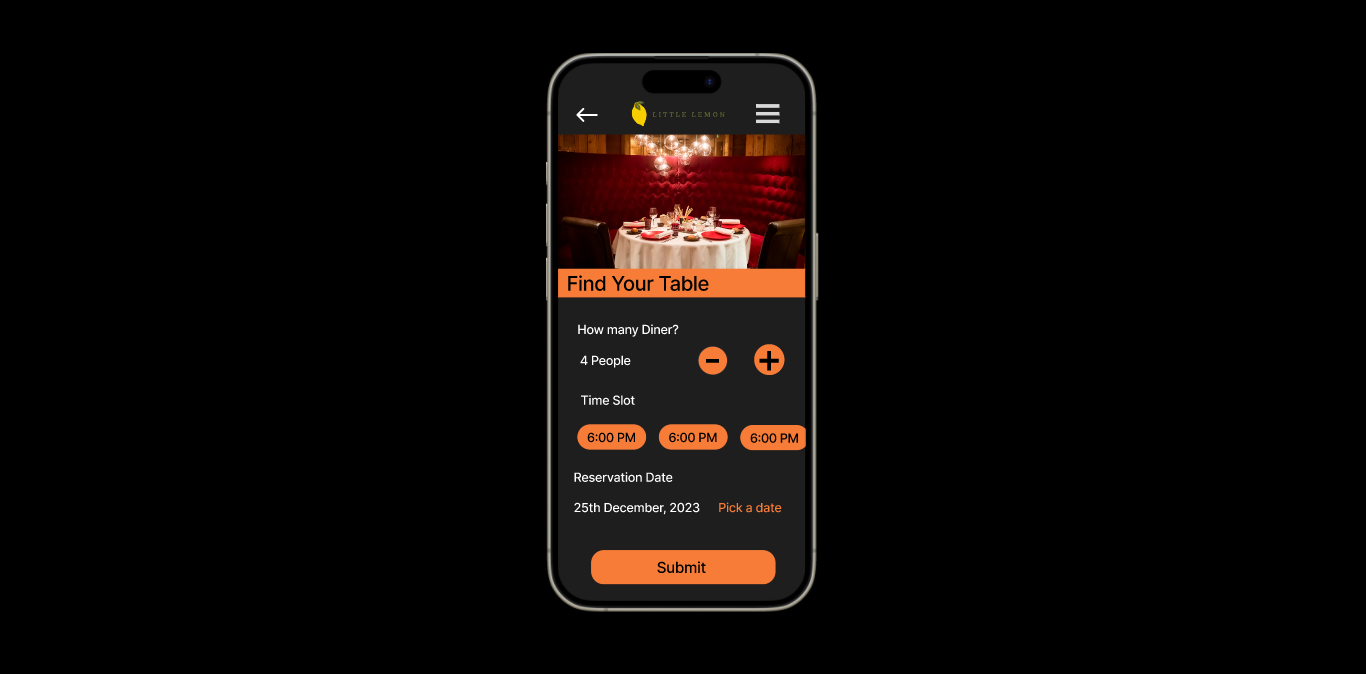 LITTLE LEMON
Find Your Table
How many Diner?
4 People
Time Slot
6:00 PM 6:00 PM 6:00 PM
Reservation Date
25th December, 2023 Pick a date
Submit